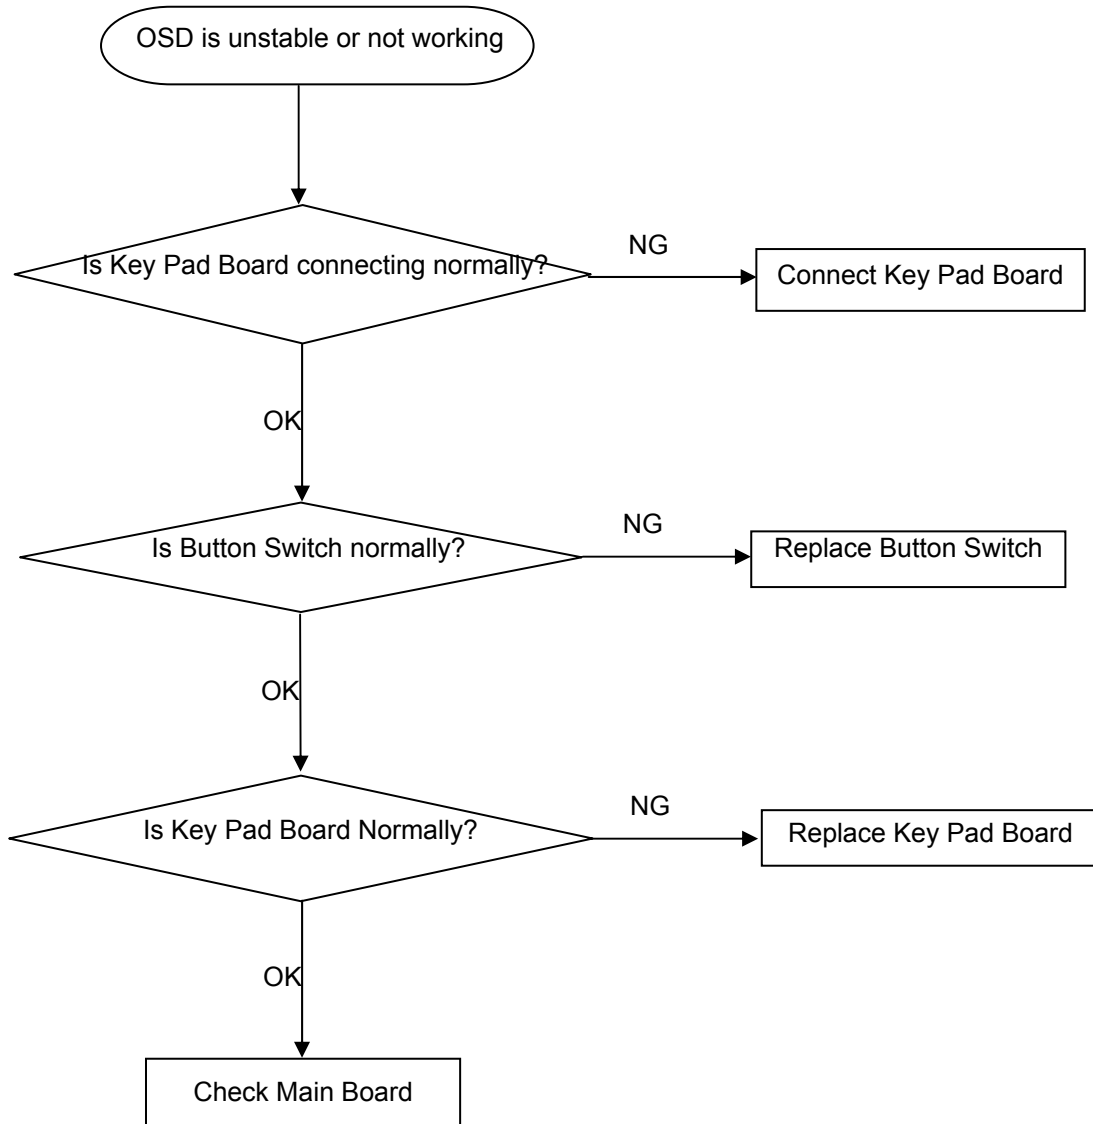 OSD is unstable or not working
Is Key Pad Board connecting normally?
NG
Connect Key Pad Board
OK
Is Button Switch normally?
NG
Replace Button Switch
OK
Is Key Pad Board Normally?
NG
Replace Key Pad Board
OK
Check Main Board